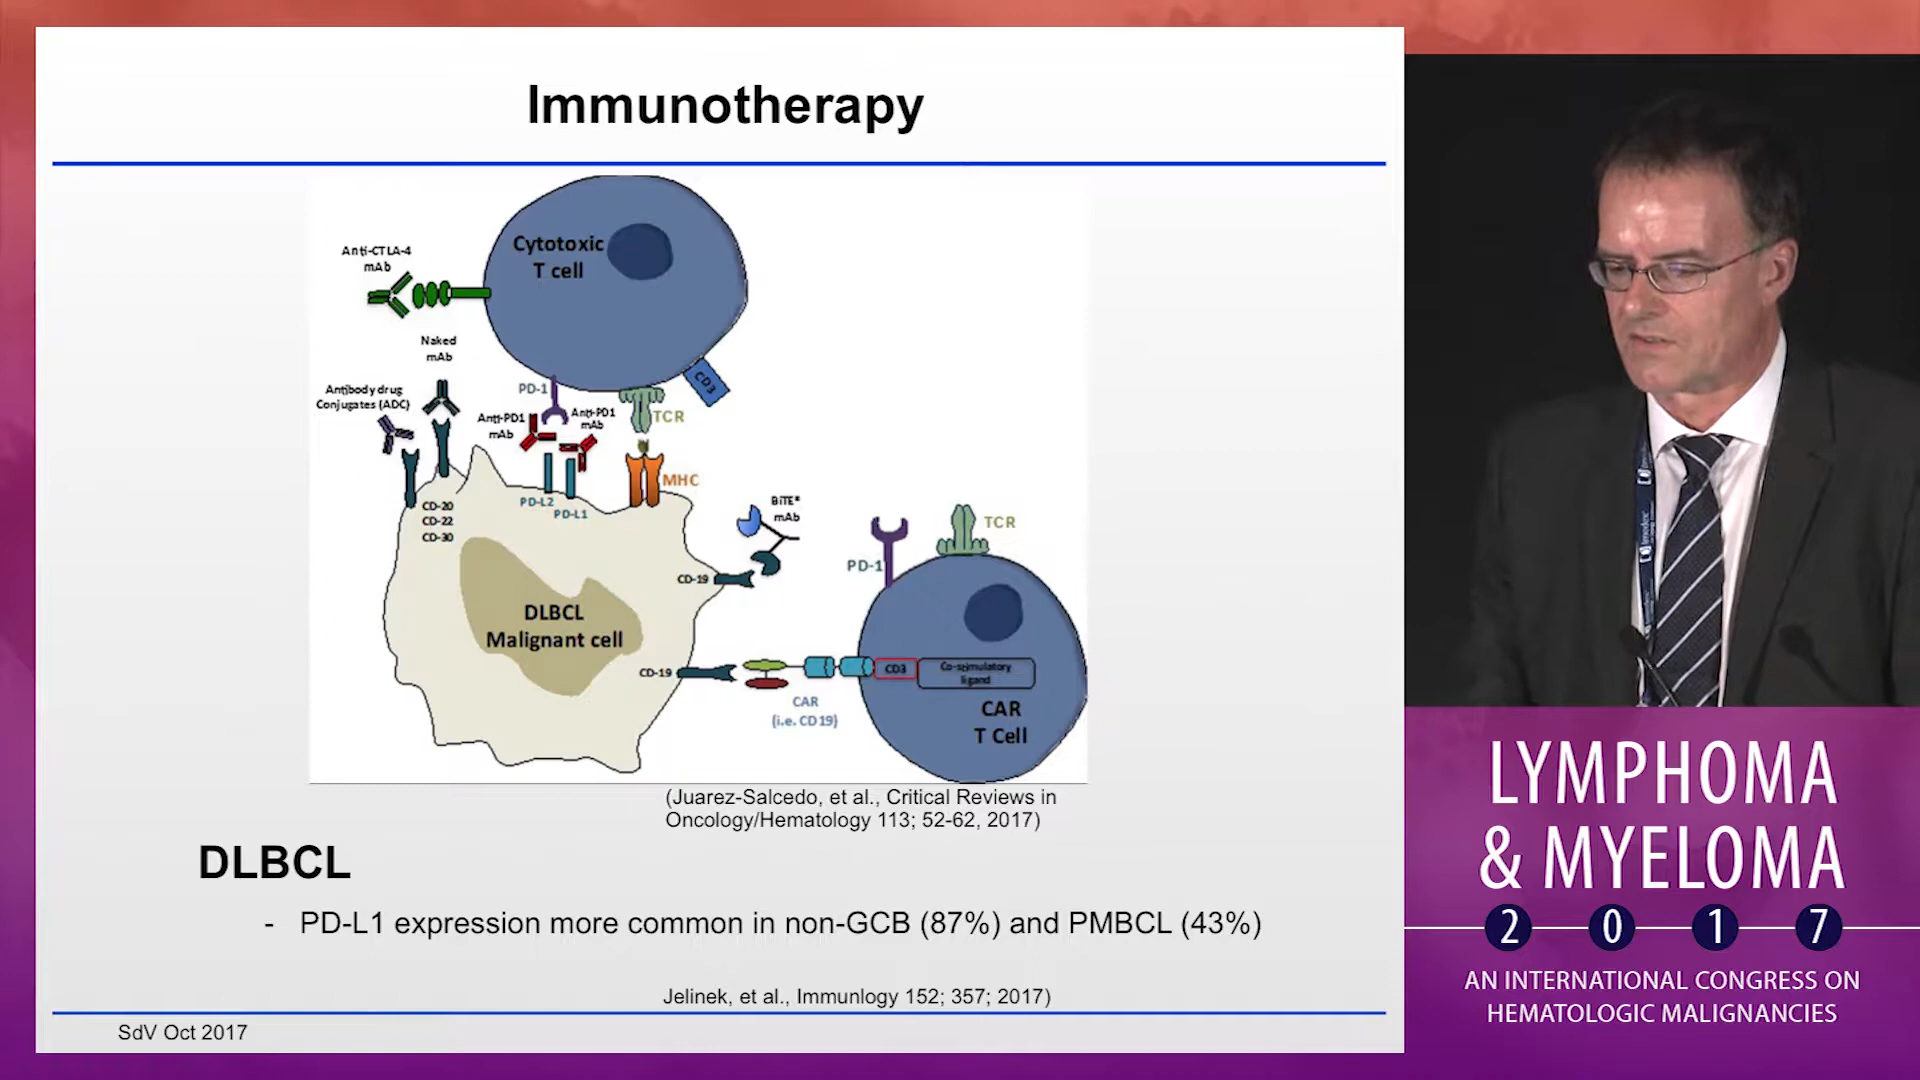 Immunotherapy
Anti-CTLA-4
mAb
Cytotoxic
T cell
Naked
mAb
Antibody drug
Conjugates (ADC)
PD-1
CD3
Anti-PD1
mAb
Anti-PD1
mAb
TCR
MHC
CD-20
CD-22
CD-30
PD-L2
PD-L1
BiTE®
mAb
CD-19
PD-1
TCR
DLBCL
Malignant cell
CD-19
CAR
(i.e. CD19)
CD3
Co-stimulatory
ligand
CAR
T Cell
(Juarez-Salcedo, et al., Critical Reviews in
Oncology/Hematology 113; 52-62, 2017)
DLBCL
- PD-L1 expression more common in non-GCB (87%) and PMBCL (43%)
Jelinek, et al., Immunlogy 152; 357; 2017)
SdV Oct 2017
imedex
LYMPHOMA
& MYELOMA
2017
AN INTERNATIONAL CONGRESS ON
HEMATOLOGIC MALIGNANCIES